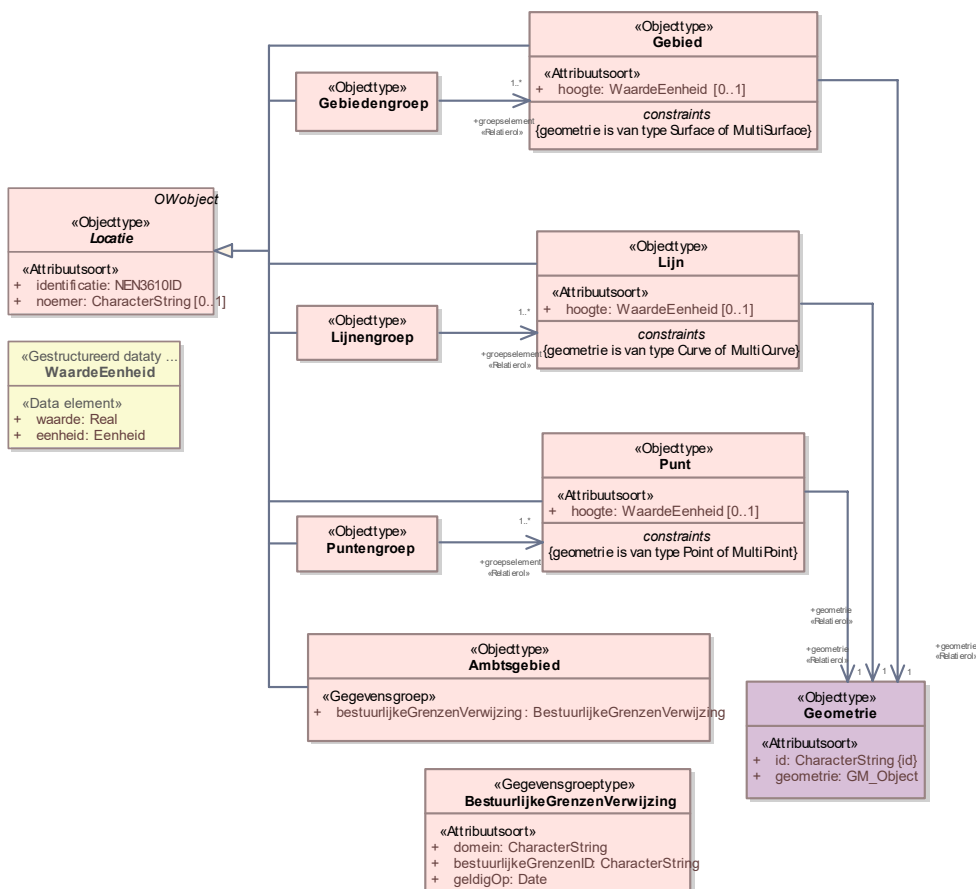 «Objecttype»
Gebied
«Attribuutsoort»
+ hoogte: WaardeEenheid [0..1]
constraints
{geometrie is van type Surface of MultiSurface}
«Objecttype»
Gebiedengroep
1..*
+groepselement
«Relatierol»
OWobject
«Objecttype»
Locatie
«Attribuutsoort»
+ identificatie: NEN3610ID
+ noemer: CharacterString [0..1]
«Objecttype»
Lijn
«Attribuutsoort»
+ hoogte: WaardeEenheid [0..1]
constraints
{geometrie is van type Curve of MultiCurve}
«Objecttype»
Lijnengroep
1..*
+groepselement
«Relatierol»
«Gestructureerd dataty ...
WaardeEenheid
«Data element»
+ waarde: Real
+ eenheid: Eenheid
«Objecttype»
Punt
«Attribuutsoort»
+ hoogte: WaardeEenheid [0..1]
constraints
{geometrie is van type Point of MultiPoint}
«Objecttype»
Puntengroep
1..*
+groepselement
«Relatierol»
+geometrie
«Relatierol»
+geometrie
«Relatierol»
+geometrie
«Relatierol»
1
1
1
«Objecttype»
Ambtsgebied
«Gegevensgroep»
+ bestuurlijkeGrenzenVerwijzing: BestuurlijkeGrenzenVerwijzing
«Objecttype»
Geometrie
«Attribuutsoort»
+ id: CharacterString {id}
+ geometrie: GM_Object
«Gegevensgroeptype»
BestuurlijkeGrenzenVerwijzing
«Attribuutsoort»
+ domein: CharacterString
+ bestuurlijkeGrenzenID: CharacterString
+ geldigOp: Date